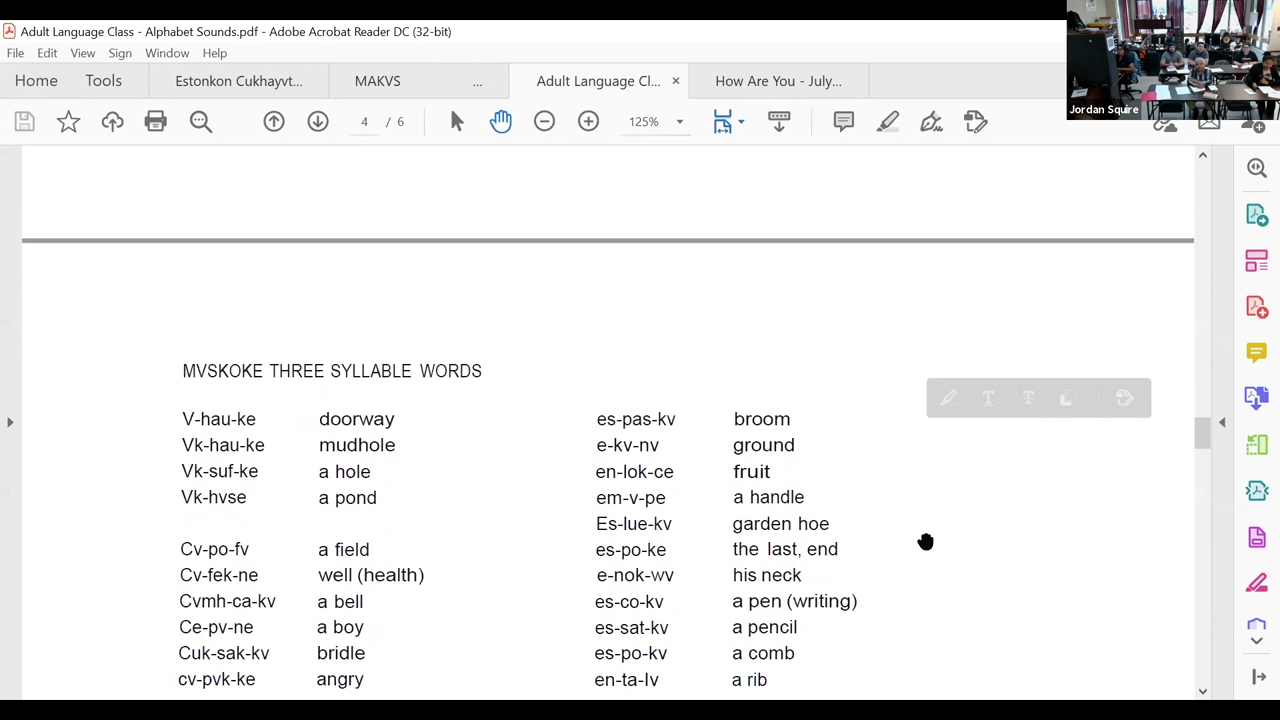 Adult Language Class - Alphabet Sounds.pdf - Adobe Acrobat Reader DC (32-bit)
File Edit View Sign Window Help
Home Tools Estonkon Cukhayvt... MAKVS ... Adult Language Cl... × How Are You - July...
4 / 6 125%
Jordan Squire
MVSKOKE THREE SYLLABLE WORDS
V-hau-ke doorway es-pas-kv broom
Vk-hau-ke mudhole e-kv-nv ground
Vk-suf-ke a hole en-lok-ce fruit
Vk-hvse a pond em-v-pe a handle
Es-lue-kv garden hoe
Cv-po-fv a field es-po-ke the last, end
Cv-fek-ne well (health) e-nok-wv his neck
Cvmh-ca-kv a bell es-co-kv a pen (writing)
Ce-pv-ne a boy es-sat-kv a pencil
Cuk-sak-kv bridle es-po-kv a comb
cv-pvk-ke angry en-ta-lv a rib